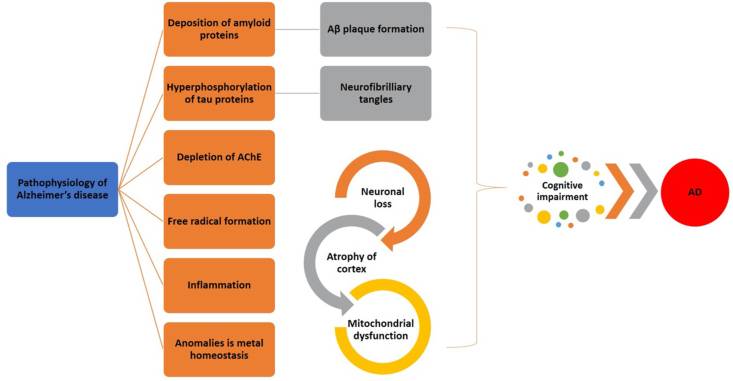 Pathophysiology of
Alzheimer's disease
Deposition of amyloid
proteins
Aβ plaque formation
Hyperphosphorylation
of tau proteins
Neurofibrilliary
tangles
Depletion of AChE
Free radical formation
Inflammation
Anomalies is metal
homeostasis
Neuronal
loss
Atrophy of
cortex
Mitochondrial
dysfunction
Cognitive
impairment
AD